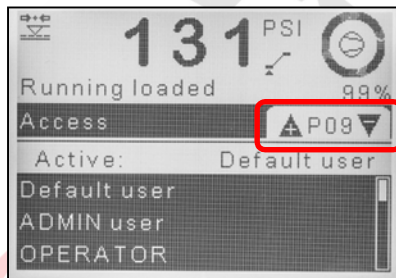 131 PSI
Running loaded 99%
Access P09
Active: Default user
Default user
ADMIN user
OPERATOR